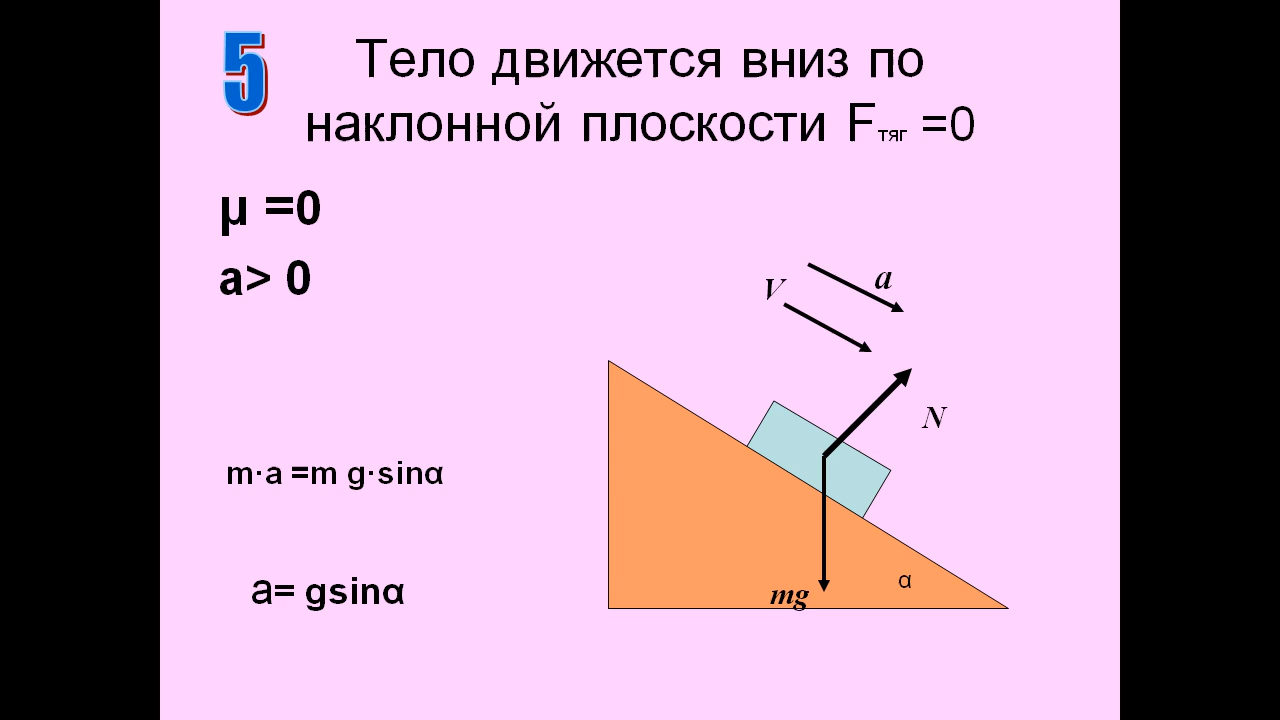 5
Тело движется вниз по
наклонной плоскости Fтяг =0
μ =0
a> 0
V
a
N
m·a =m g·sinα
α
mg
a= gsinα